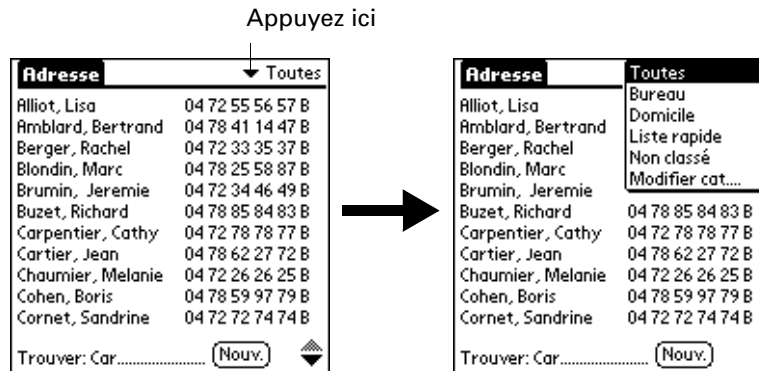 Appuyez ici
Adresse ▼ Toutes
Alliot, Lisa 04 72 55 56 57 B
Amblard, Bertrand 04 78 41 14 47 B
Berger, Rachel 04 72 33 35 37 B
Blondin, Marc 04 78 25 58 87 B
Brumin, Jeremie 04 72 34 46 49 B
Buzet, Richard 04 78 85 84 83 B
Carpentier, Cathy 04 72 78 78 77 B
Cartier, Jean 04 78 62 27 72 B
Chaumier, Melanie 04 72 26 26 25 B
Cohen, Boris 04 78 59 97 79 B
Cornet, Sandrine 04 72 72 74 74 B
Trouver: Car...................... Nouv.
Adresse
Toutes
Bureau
Domicile
Liste rapide
Non classé
Modifier cat....
Alliot, Lisa
Amblard, Bertrand
Berger, Rachel
Blondin, Marc
Brumin, Jeremie
Buzet, Richard 04 78 85 84 83 B
Carpentier, Cathy 04 72 78 78 77 B
Cartier, Jean 04 78 62 27 72 B
Chaumier, Melanie 04 72 26 26 25 B
Cohen, Boris 04 78 59 97 79 B
Cornet, Sandrine 04 72 72 74 74 B
Trouver: Car...................... Nouv.